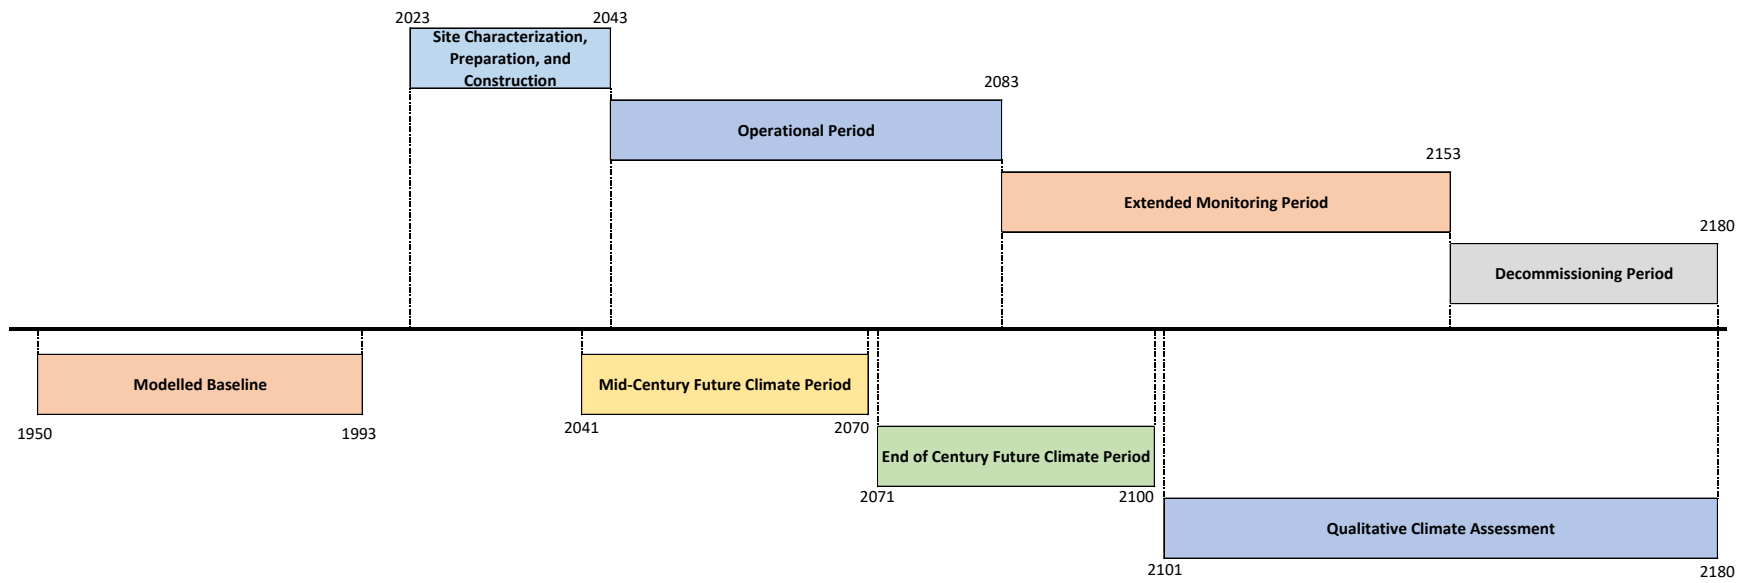 2023
2043
Site Characterization,
Preparation, and
Construction
2083
Operational Period
2153
Extended Monitoring Period
2180
Decommissioning Period
Modelled Baseline
1950
1993
Mid-Century Future Climate Period
2041
2070
End of Century Future Climate Period
2071
2100
Qualitative Climate Assessment
2101
2180